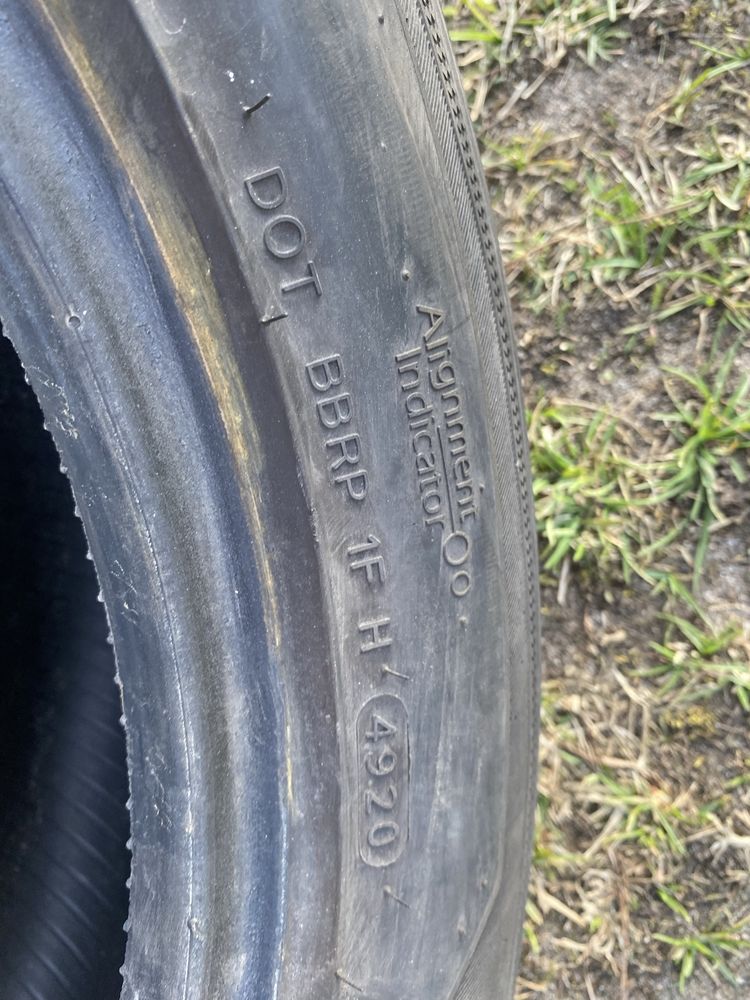 DOT BBRP 1F H 4920
Alignment
Indicator